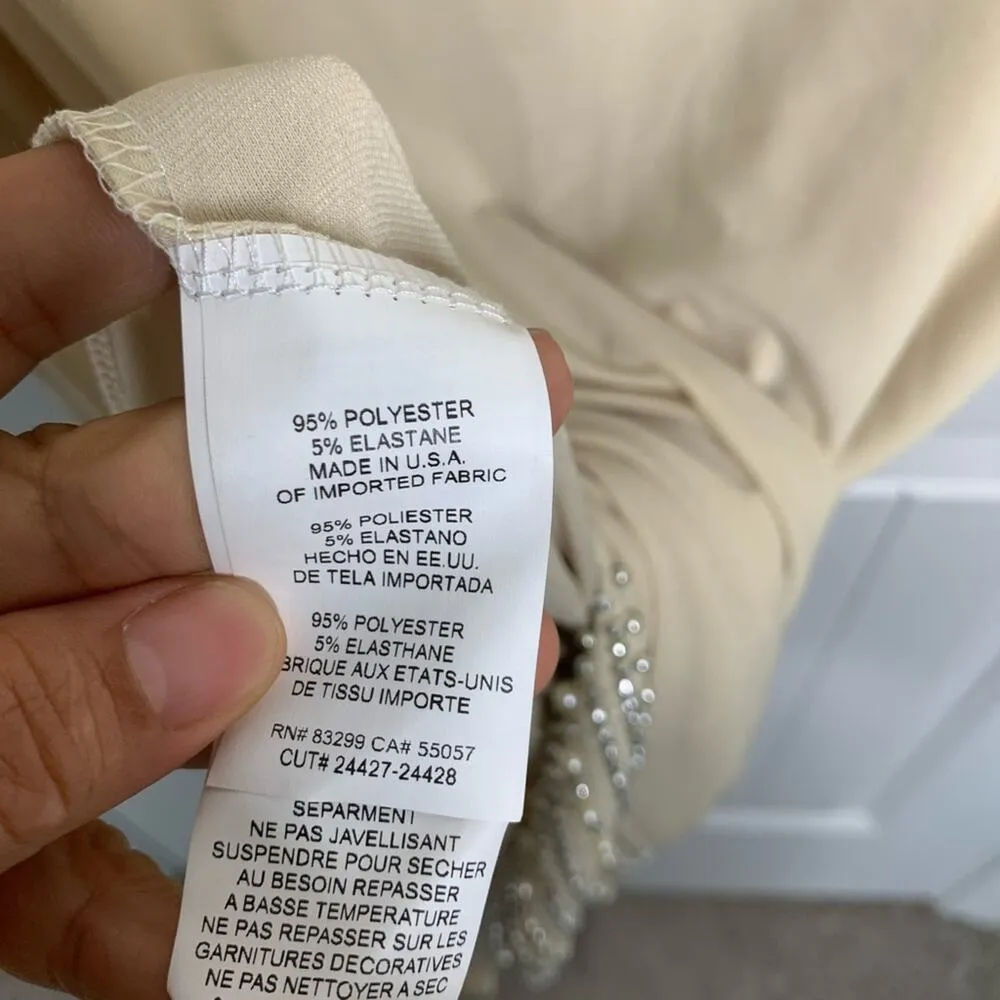 95% POLYESTER
5% ELASTANE
MADE IN U.S.A.
OF IMPORTED FABRIC
95% POLIESTER
5% ELASTANO
HECHO EN EE.UU.
DE TELA IMPORTADA
95% POLYESTER
5% ELASTHANE
BRIQUE AUX ETATS-UNIS
DE TISSU IMPORTE
RN# 83299 CA# 55057
CUT# 24427-24428
SEPARMENT
NE PAS JAVELLISANT
SUSPENDRE POUR SECHER
AU BESOIN REPASSER
A BASSE TEMPERATURE
NE PAS REPASSER SUR LES
GARNITURES DECORATIVES
NE PAS NETTOYER A SEC